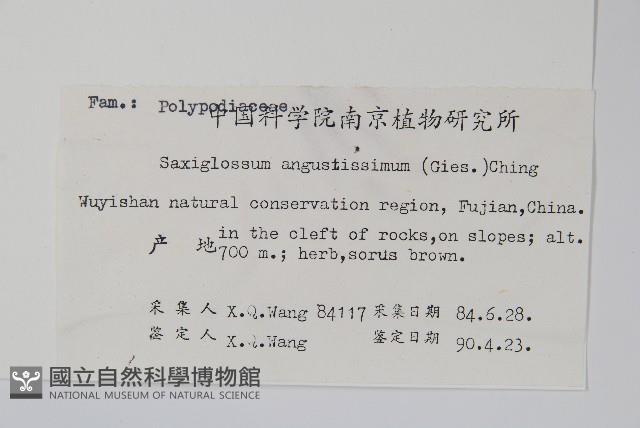 Fam.: Polypodiaceae
中国科学院南京植物研究所
Saxiglossum angustissimum (Gies.)Ching
Wuyishan natural conservation region, Fujian,China.
in the cleft of rocks,on slopes; alt.
产 地 700 m.; herb,sorus brown.
采集人 X.Q.Wang 84117 采集日期 84.6.28.
鉴定人 X.Q.Wang 鉴定日期 90.4.23.
國立自然科學博物館
NATIONAL MUSEUM OF NATURAL SCIENCE